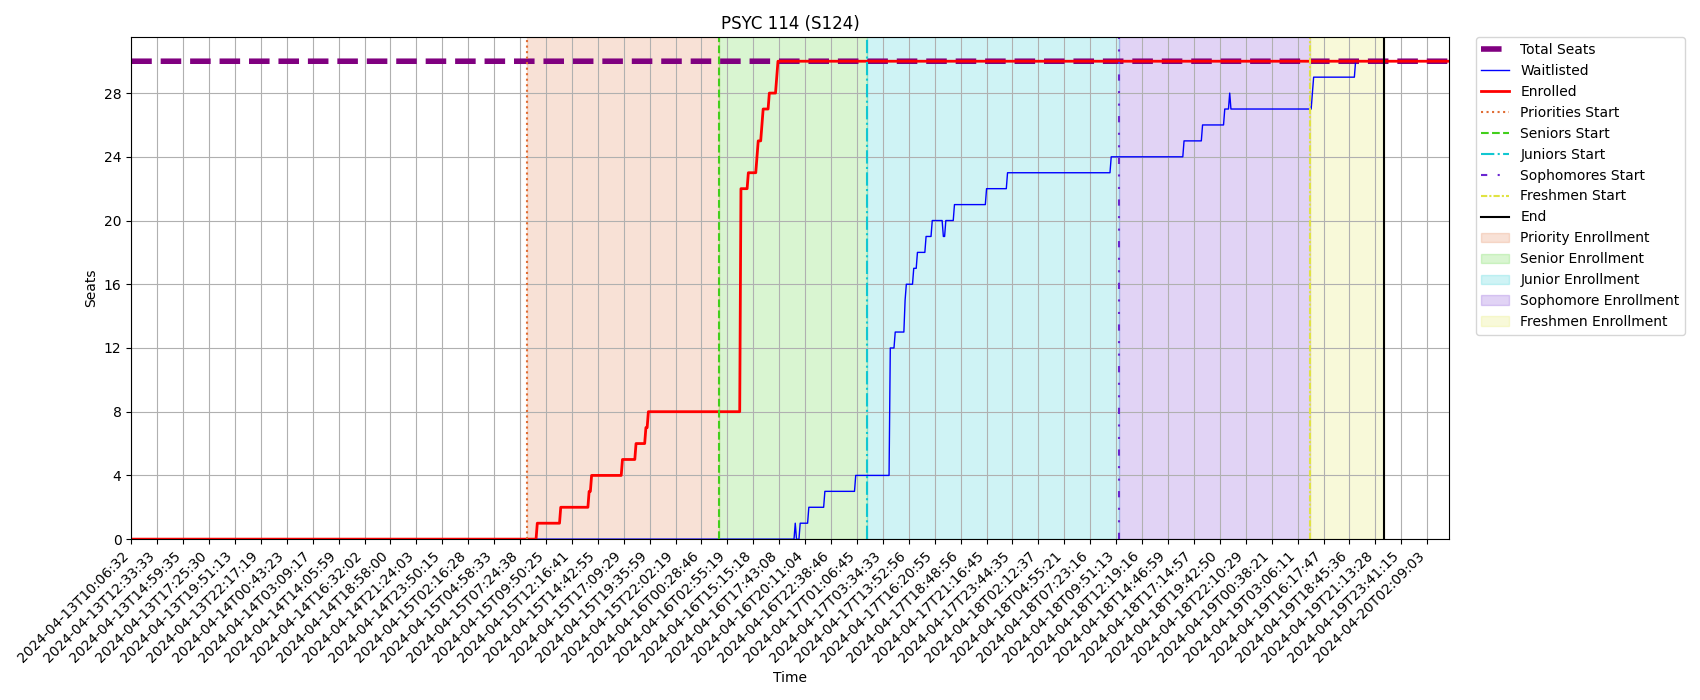 PSYC 114 (S124)
Total Seats
Waitlisted
Enrolled
Priorities Start
Seniors Start
Juniors Start
Sophomores Start
Freshmen Start
End
Priority Enrollment
Senior Enrollment
Junior Enrollment
Sophomore Enrollment
Freshmen Enrollment
Seats
28
24
20
16
12
8
4
0
2024-04-13T10:06:32
2024-04-13T12:33:33
2024-04-13T14:59:35
2024-04-13T17:25:30
2024-04-13T19:51:13
2024-04-13T22:17:19
2024-04-14T00:43:23
2024-04-14T03:09:17
2024-04-14T14:05:59
2024-04-14T16:32:02
2024-04-14T18:58:00
2024-04-14T21:24:03
2024-04-14T23:50:15
2024-04-15T02:16:28
2024-04-15T04:58:33
2024-04-15T07:24:38
2024-04-15T09:50:25
2024-04-15T12:16:41
2024-04-15T14:42:55
2024-04-15T17:09:29
2024-04-15T19:35:59
2024-04-15T22:02:19
2024-04-16T00:28:46
2024-04-16T02:55:19
2024-04-16T15:15:18
2024-04-16T17:43:08
2024-04-16T20:11:04
2024-04-16T22:38:46
2024-04-17T01:06:45
2024-04-17T03:34:33
2024-04-17T13:52:56
2024-04-17T16:20:55
2024-04-17T18:48:56
2024-04-17T21:16:45
2024-04-17T23:44:35
2024-04-18T02:12:37
2024-04-18T04:55:21
2024-04-18T07:23:16
2024-04-18T09:51:13
2024-04-18T12:19:16
2024-04-18T14:46:59
2024-04-18T17:14:57
2024-04-18T19:42:50
2024-04-18T22:10:29
2024-04-19T00:38:21
2024-04-19T03:06:11
2024-04-19T16:17:47
2024-04-19T18:45:36
2024-04-19T21:13:28
2024-04-19T23:41:15
2024-04-20T02:09:03
Time